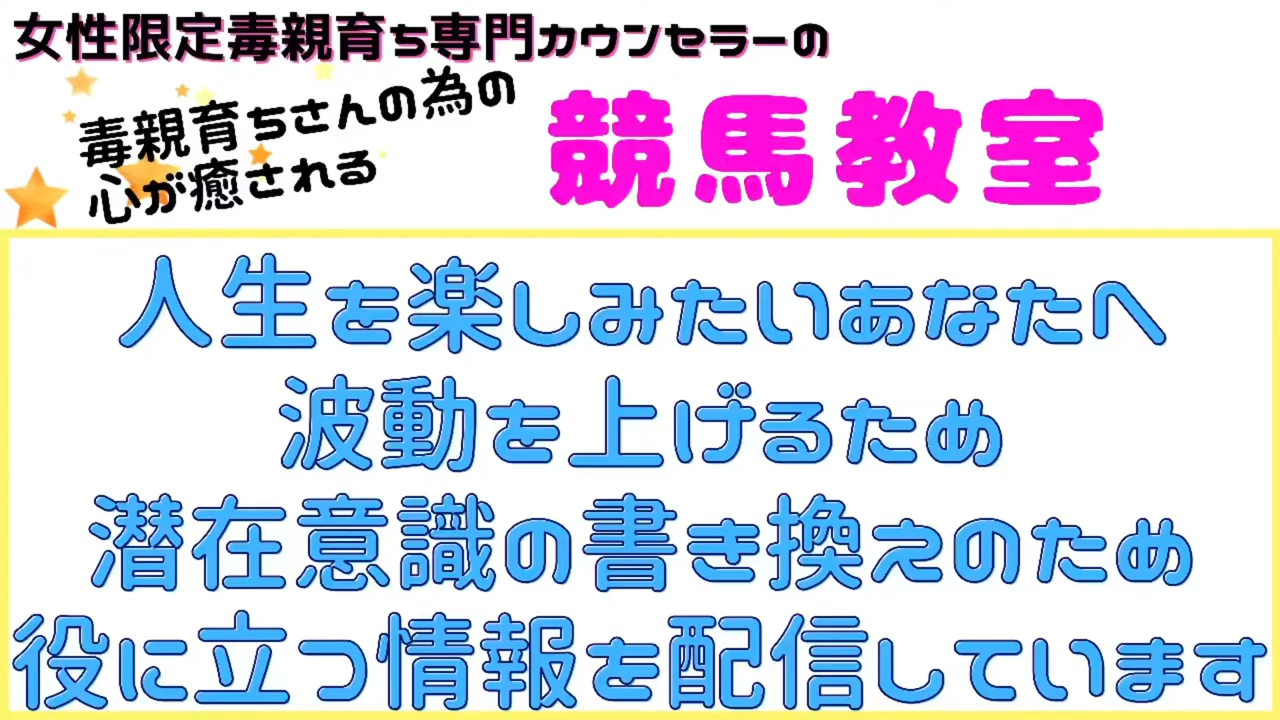 女性限定毒親育ち専門カウンセラーの
毒親育ちさんの為の
心が癒される
競馬教室
人生を楽しみたいあなたへ
波動を上げるため
潜在意識の書き換えのため
役に立つ情報を配信しています